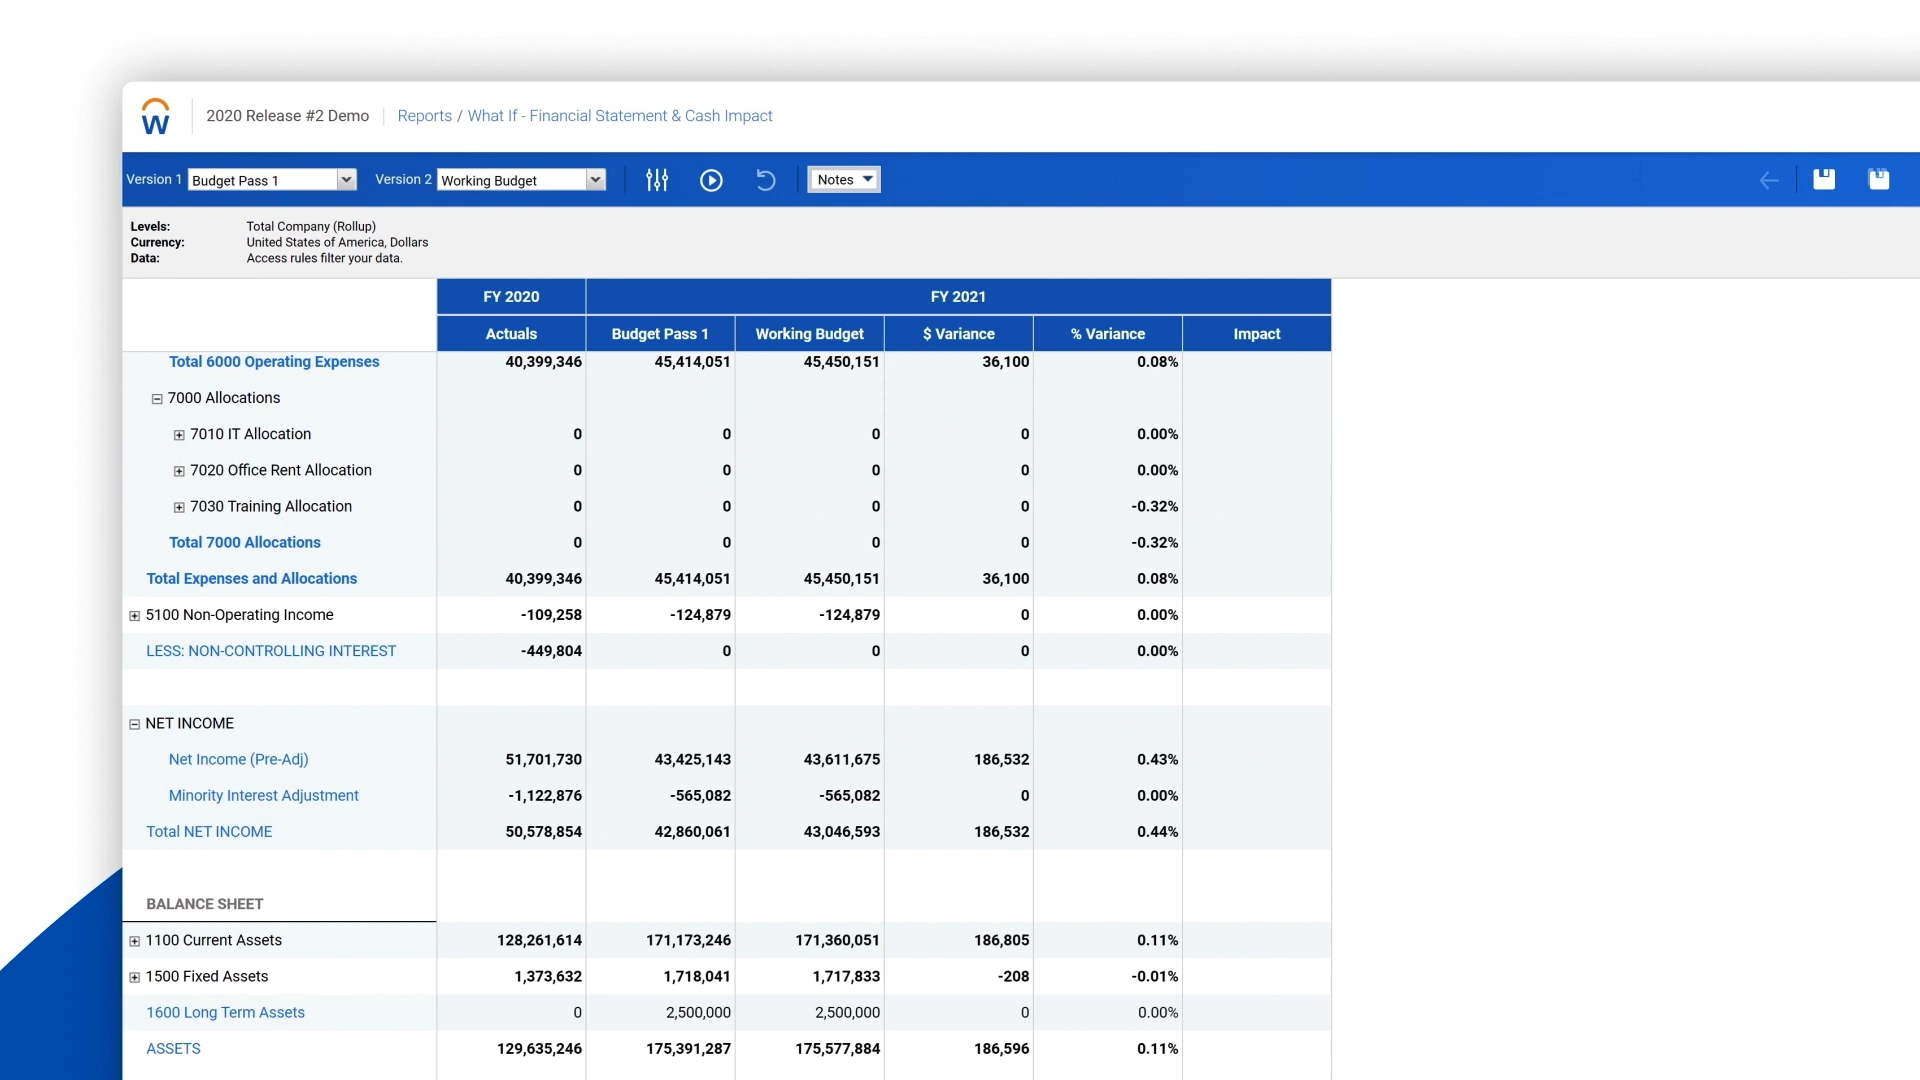 W
2020 Release #2 Demo Reports / What If - Financial Statement & Cash Impact
Version 1 Budget Pass 1 Version 2 Working Budget Notes
Levels: Total Company (Rollup)
Currency: United States of America, Dollars
Data: Access rules filter your data.
FY 2020 FY 2021
Actuals Budget Pass 1 Working Budget $ Variance % Variance Impact
Total 6000 Operating Expenses 40,399,346 45,414,051 45,450,151 36,100 0.08%
7000 Allocations
7010 IT Allocation 0 0 0 0 0.00%
7020 Office Rent Allocation 0 0 0 0 0.00%
7030 Training Allocation 0 0 0 0 -0.32%
Total 7000 Allocations 0 0 0 0 -0.32%
Total Expenses and Allocations 40,399,346 45,414,051 45,450,151 36,100 0.08%
5100 Non-Operating Income -109,258 -124,879 -124,879 0 0.00%
LESS: NON-CONTROLLING INTEREST -449,804 0 0 0 0.00%
NET INCOME
Net Income (Pre-Adj) 51,701,730 43,425,143 43,611,675 186,532 0.43%
Minority Interest Adjustment -1,122,876 -565,082 -565,082 0 0.00%
Total NET INCOME 50,578,854 42,860,061 43,046,593 186,532 0.44%
BALANCE SHEET
1100 Current Assets 128,261,614 171,173,246 171,360,051 186,805 0.11%
1500 Fixed Assets 1,373,632 1,718,041 1,717,833 -208 -0.01%
1600 Long Term Assets 0 2,500,000 2,500,000 0 0.00%
ASSETS 129,635,246 175,391,287 175,577,884 186,596 0.11%